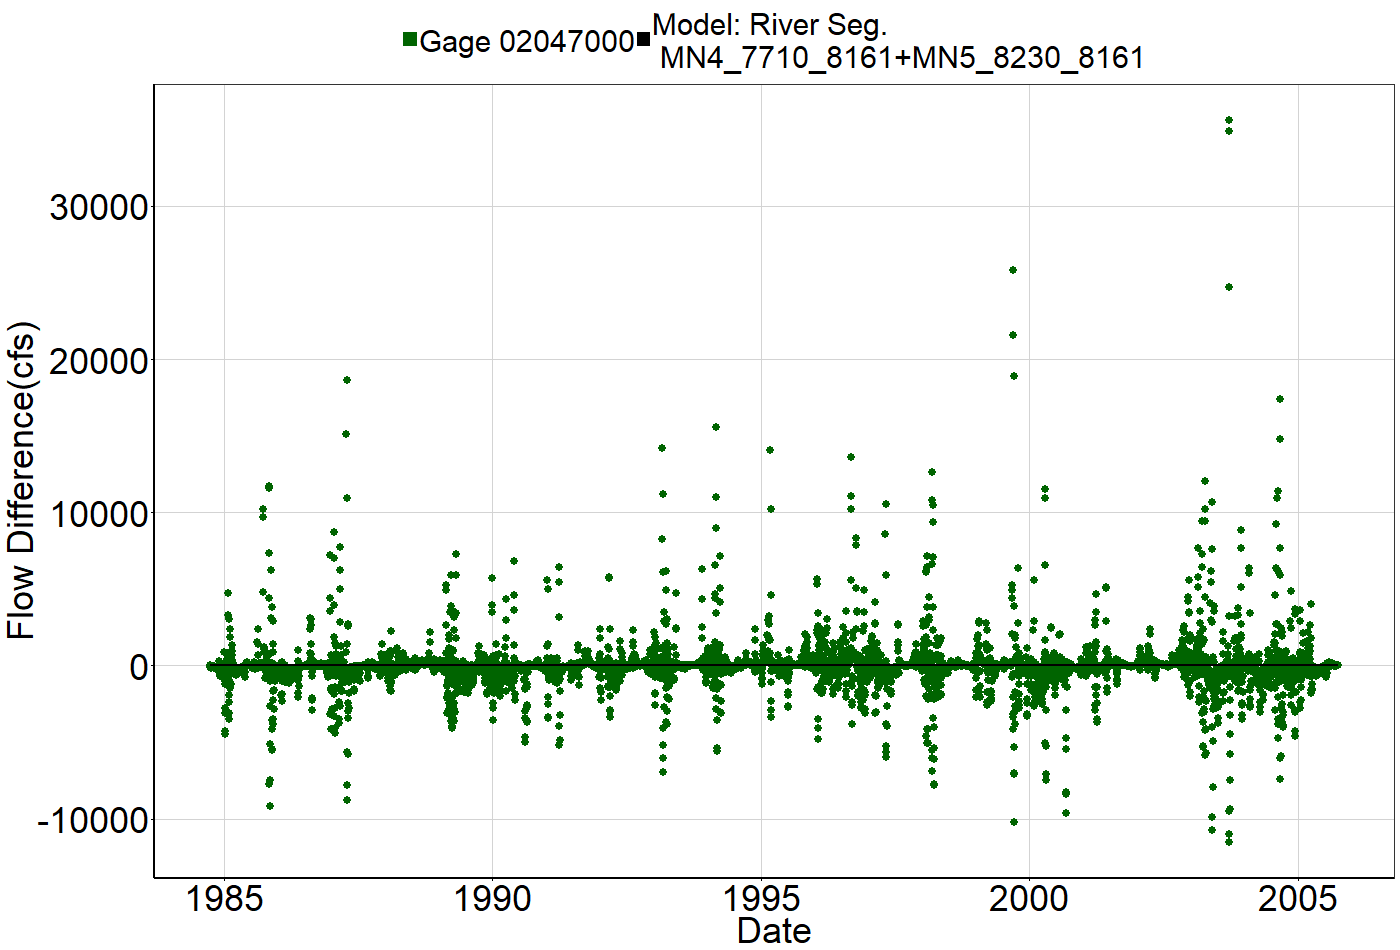 Gage 02047000
Model: River Seg.
MN4_7710_8161+MN5_8230_8161
Flow Difference(cfs)
30000
20000
10000
0
-10000
1985 1990 1995 2000 2005
Date